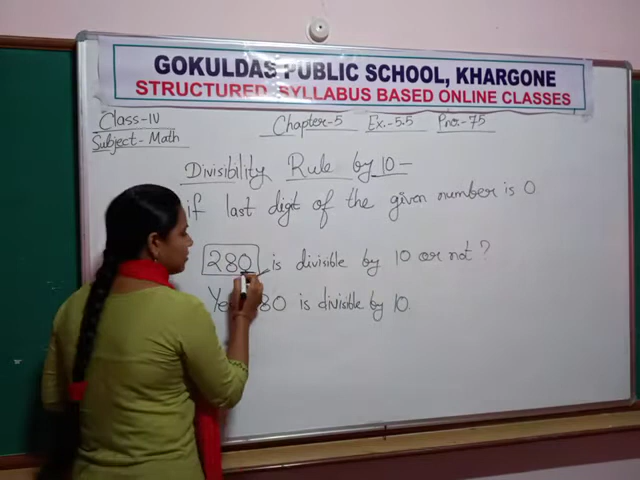 GOKULDAS PUBLIC SCHOOL, KHARGONE
STRUCTURED SYLLABUS BASED ONLINE CLASSES
Class-IV Chapter-5 Ex.-5.5 Pno.-75
Subject- Math
Divisibility Rule by 10 -
if last digit of the given number is 0
280 is divisible by 10 or not?
Yes 280 is divisible by 10.